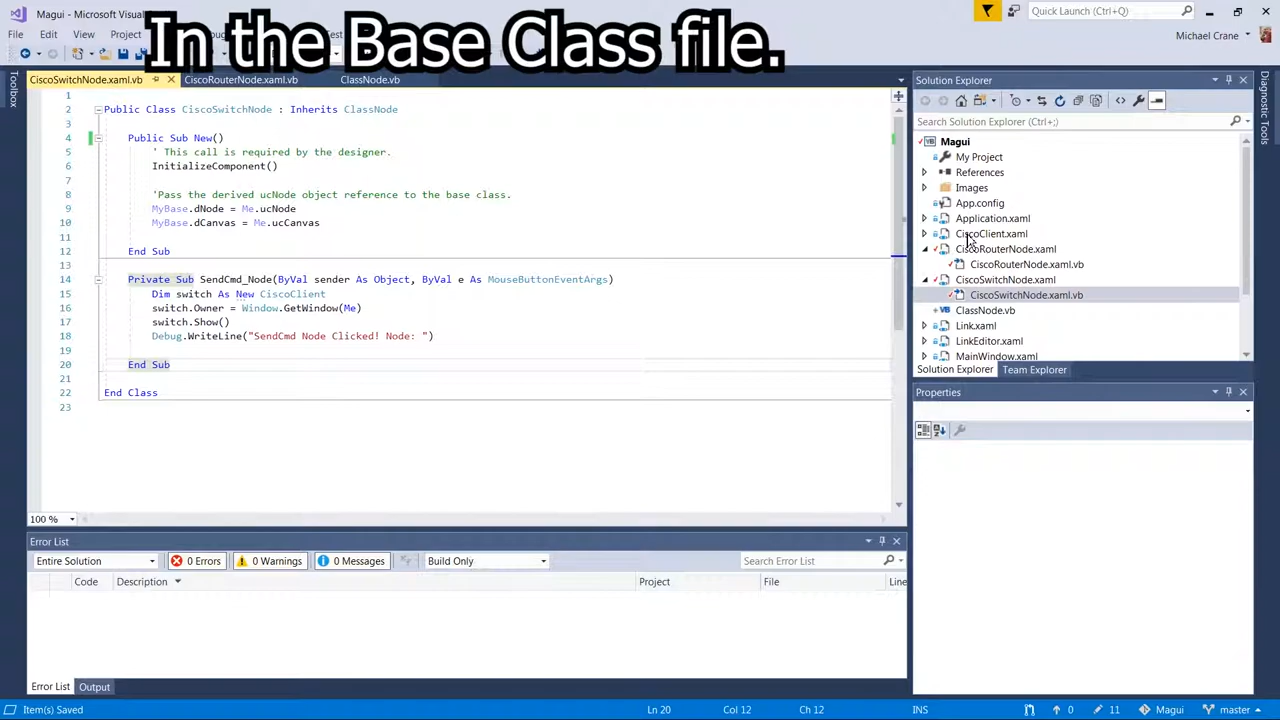 Magui - Microsoft Visual
In the Base Class file.
Quick Launch (Ctrl+Q)
File Edit View Project Test
Michael Crane
CiscoSwitchNode.xaml.vb CiscoRouterNode.xaml.vb ClassNode.vb
Toolbox
1
2 Public Class CiscoSwitchNode : Inherits ClassNode
3
4 Public Sub New()
5 ' This call is required by the designer.
6 InitializeComponent()
7
8 'Pass the derived ucNode object reference to the base class.
9 MyBase.dNode = Me.ucNode
10 MyBase.dCanvas = Me.ucCanvas
11
12 End Sub
13
14 Private Sub SendCmd_Node(ByVal sender As Object, ByVal e As MouseButtonEventArgs)
15 Dim switch As New CiscoClient
16 switch.Owner = Window.GetWindow(Me)
17 switch.Show()
18 Debug.WriteLine("SendCmd Node Clicked! Node: ")
19
20 End Sub
21
22 End Class
23
100 %
Solution Explorer
Search Solution Explorer (Ctrl+;)
Magui
My Project
References
Images
App.config
Application.xaml
CiscoClient.xaml
CiscoRouterNode.xaml
CiscoRouterNode.xaml.vb
CiscoSwitchNode.xaml
CiscoSwitchNode.xaml.vb
ClassNode.vb
Link.xaml
LinkEditor.xaml
MainWindow.xaml
Solution Explorer Team Explorer
Properties
Diagnostic Tools
Error List
Entire Solution 0 Errors 0 Warnings 0 Messages Build Only Search Error List
Code Description Project File Line
Error List Output
Item(s) Saved Ln 20 Col 12 Ch 12 INS 0 11 Magui master